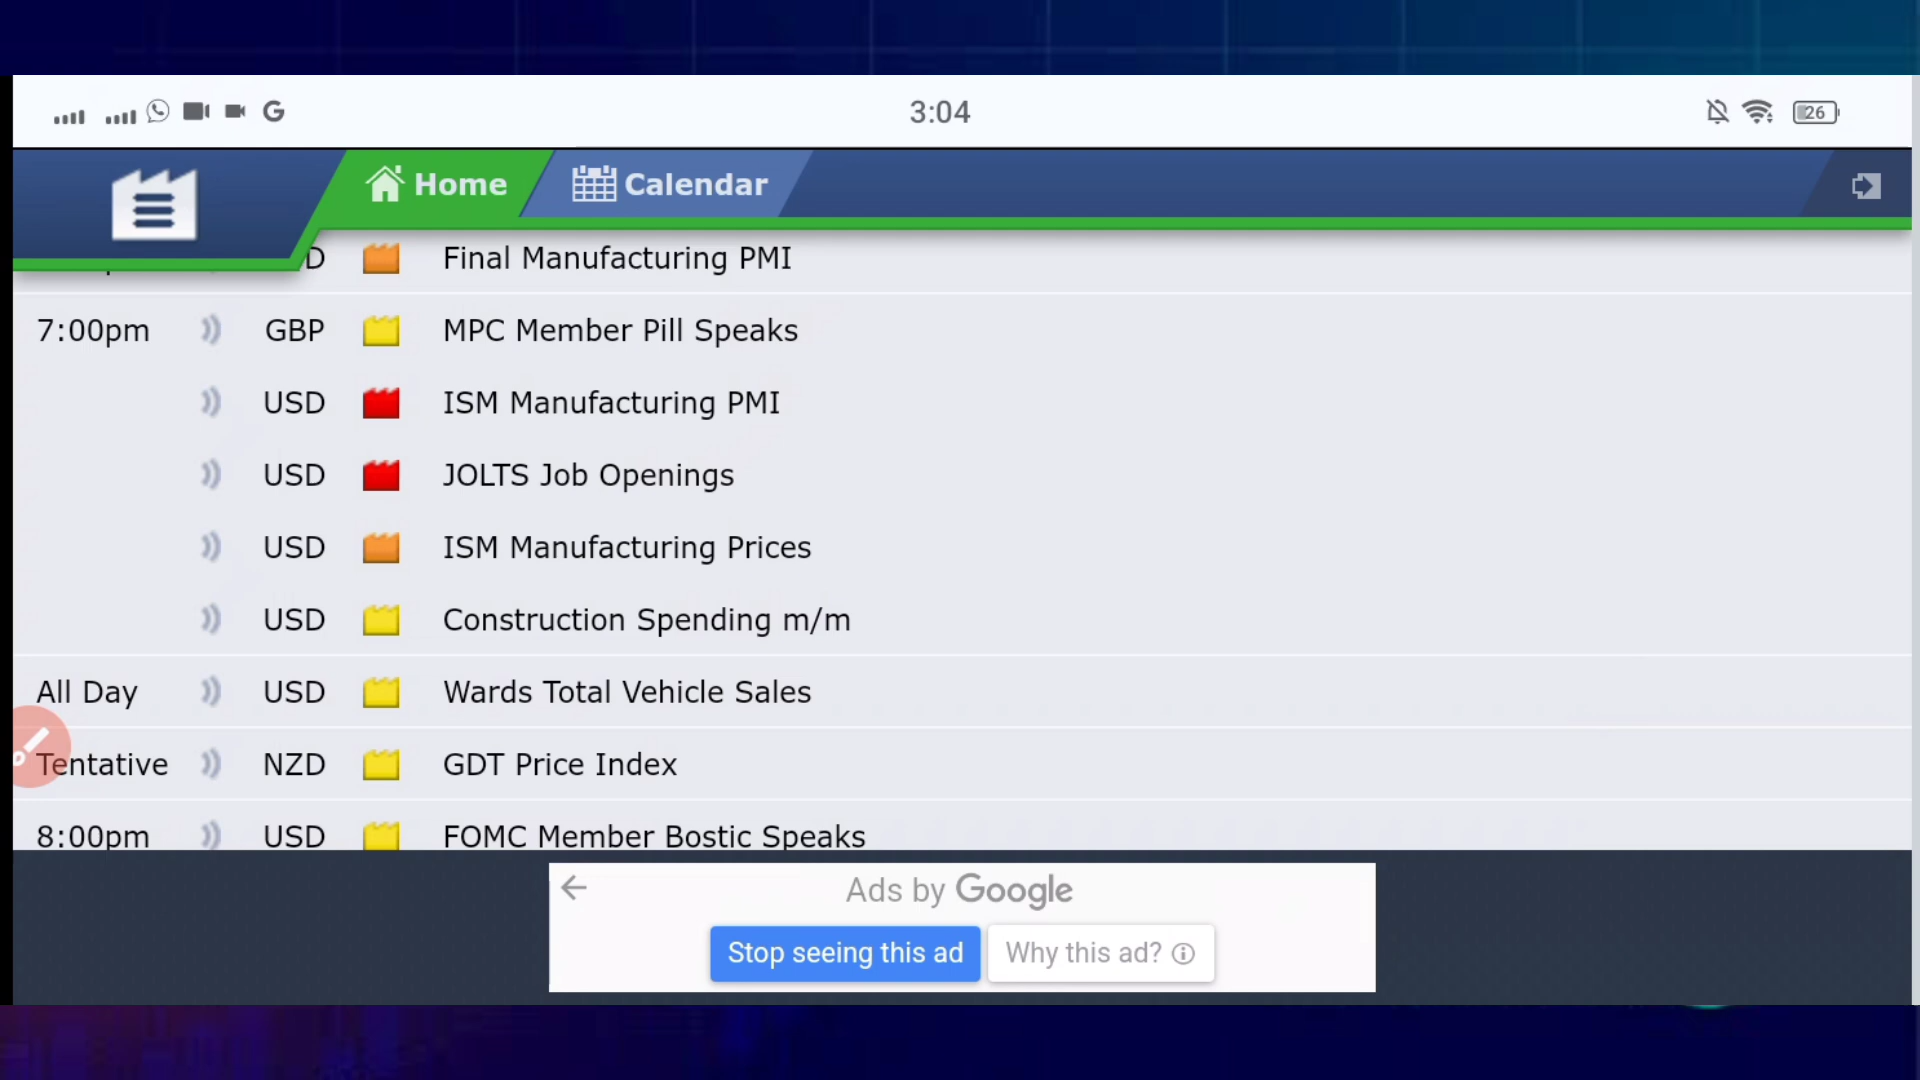 3:04
26
Home
Calendar
D Final Manufacturing PMI
7:00pm GBP MPC Member Pill Speaks
USD ISM Manufacturing PMI
USD JOLTS Job Openings
USD ISM Manufacturing Prices
USD Construction Spending m/m
All Day USD Wards Total Vehicle Sales
Tentative NZD GDT Price Index
8:00pm USD FOMC Member Bostic Speaks
Ads by Google
Stop seeing this ad
Why this ad?